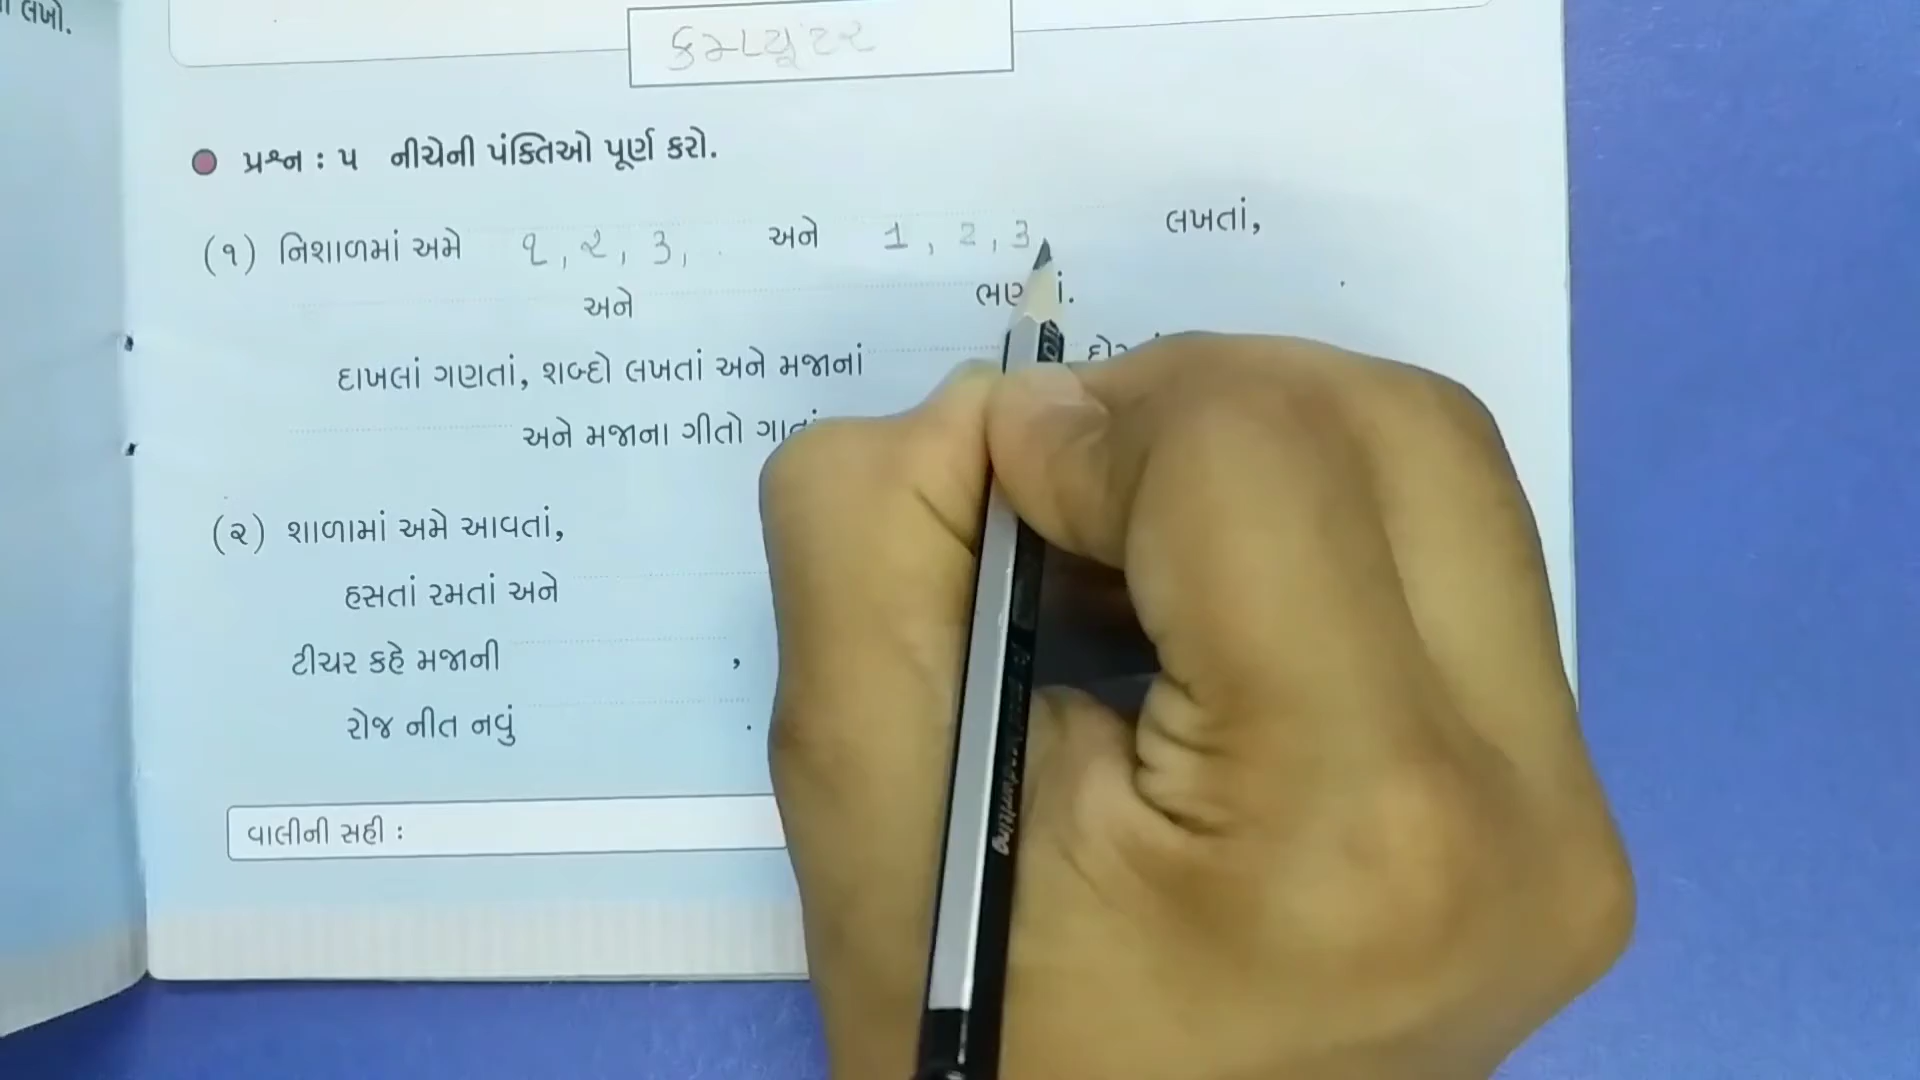 લખો.
કમ્પ્યૂટર
પ્રશ્ન : ૫ નીચેની પંક્તિઓ પૂર્ણ કરો.
(૧) નિશાળમાં અમે ૧, ૨, ૩, અને 1, 2, 3 લખતાં,
અને
દાખલાં ગણતાં, શબ્દો લખતાં અને મજાનાં
અને મજાના ગીતો ગાતાં
(૨) શાળામાં અમે આવતાં,
હસતાં રમતાં અને
ટીચર કહે મજાની ,
રોજ નીત નવું .
વાલીની સહી :